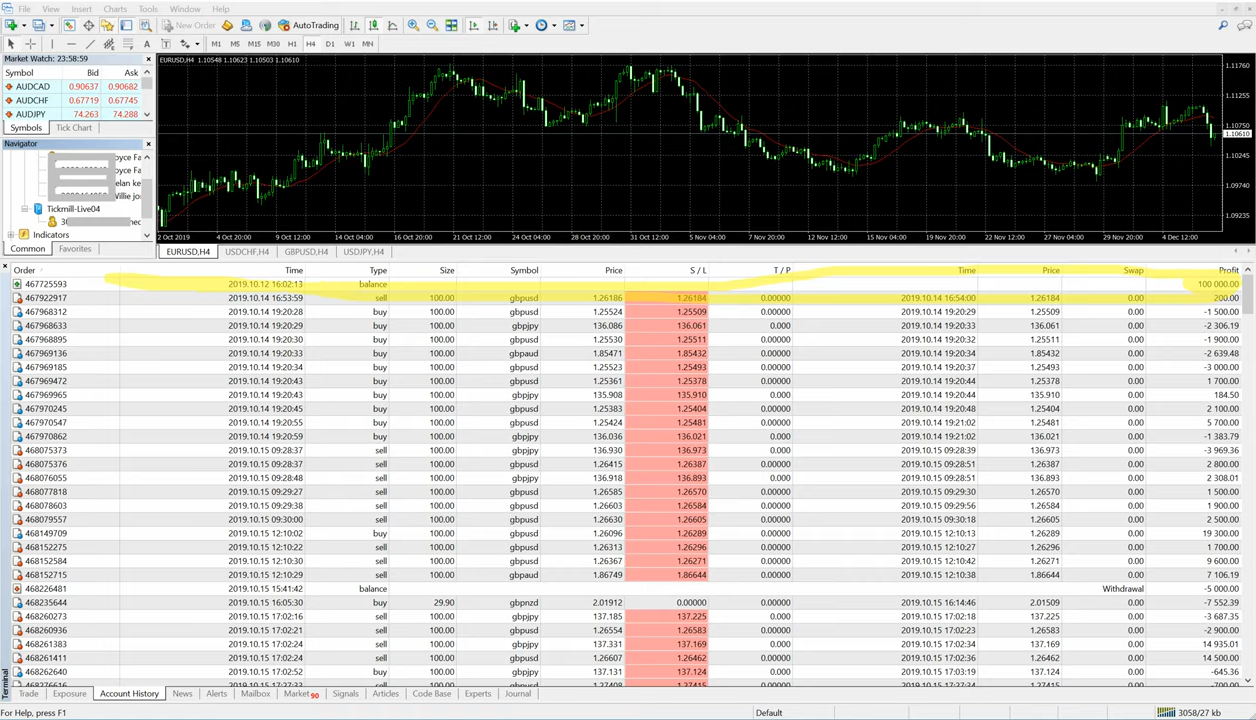 File View Insert Charts Tools Window Help
New Order AutoTrading
A T M1 M5 M15 M30 H1 H4 D1 W1 MN
Market Watch: 23:58:59
Symbol Bid Ask
AUDCAD 0.90637 0.90682
AUDCHF 0.67719 0.67745
AUDJPY 74.263 74.288
Symbols Tick Chart
Navigator
oyce Fa
oyce Fa
elan ke
Willie jo
Tickmill-Live04
30
Indicators
Common Favorites
EURUSD,H4 1.10548 1.10623 1.10503 1.10610
1.11760
1.11255
1.10750
1.10610
1.10245
1.09740
1.09235
2 Oct 2019 4 Oct 20:00 9 Oct 12:00 14 Oct 04:00 16 Oct 20:00 21 Oct 12:00 24 Oct 04:00 28 Oct 20:00 31 Oct 12:00 5 Nov 04:00 7 Nov 20:00 12 Nov 12:00 15 Nov 04:00 19 Nov 20:00 22 Nov 12:00 27 Nov 04:00 29 Nov 20:00 4 Dec 12:00
EURUSD,H4 USDCHF,H4 GBPUSD,H4 USDJPY,H4
Order Time Type Size Symbol Price S / L T / P Time Price Swap Profit
467725593 2019.10.12 16:02:13 balance 100 000.00
467922917 2019.10.14 16:53:59 sell 100.00 gbpusd 1.26186 1.26184 0.00000 2019.10.14 16:54:00 1.26184 0.00 200.00
467968312 2019.10.14 19:20:28 buy 100.00 gbpusd 1.25524 1.25509 0.00000 2019.10.14 19:20:29 1.25509 0.00 -1 500.00
467968633 2019.10.14 19:20:29 buy 100.00 gbpjpy 136.086 136.061 0.000 2019.10.14 19:20:33 136.061 0.00 -2 306.19
467968895 2019.10.14 19:20:30 buy 100.00 gbpusd 1.25530 1.25511 0.00000 2019.10.14 19:20:32 1.25511 0.00 -1 900.00
467969136 2019.10.14 19:20:33 buy 100.00 gbpaud 1.85471 1.85432 0.00000 2019.10.14 19:20:34 1.85432 0.00 -2 639.48
467969185 2019.10.14 19:20:34 buy 100.00 gbpusd 1.25523 1.25493 0.00000 2019.10.14 19:20:37 1.25493 0.00 -3 000.00
467969472 2019.10.14 19:20:43 buy 100.00 gbpusd 1.25361 1.25378 0.00000 2019.10.14 19:20:44 1.25378 0.00 1 700.00
467969965 2019.10.14 19:20:43 buy 100.00 gbpjpy 135.908 135.910 0.000 2019.10.14 19:20:44 135.910 0.00 184.50
467970245 2019.10.14 19:20:45 buy 100.00 gbpusd 1.25383 1.25404 0.00000 2019.10.14 19:20:48 1.25404 0.00 2 100.00
467970547 2019.10.14 19:20:55 buy 100.00 gbpusd 1.25424 1.25481 0.00000 2019.10.14 19:21:02 1.25481 0.00 5 700.00
467970862 2019.10.14 19:20:59 buy 100.00 gbpjpy 136.036 136.021 0.000 2019.10.14 19:21:02 136.021 0.00 -1 383.79
468075373 2019.10.15 09:28:37 sell 100.00 gbpjpy 136.930 136.973 0.000 2019.10.15 09:28:39 136.973 0.00 -3 969.36
468075376 2019.10.15 09:28:37 sell 100.00 gbpusd 1.26415 1.26387 0.00000 2019.10.15 09:28:51 1.26387 0.00 2 800.00
468076055 2019.10.15 09:28:48 sell 100.00 gbpjpy 136.918 136.893 0.000 2019.10.15 09:28:51 136.893 0.00 2 308.01
468077818 2019.10.15 09:29:27 sell 100.00 gbpusd 1.26585 1.26570 0.00000 2019.10.15 09:29:30 1.26570 0.00 1 500.00
468078603 2019.10.15 09:29:38 sell 100.00 gbpusd 1.26603 1.26584 0.00000 2019.10.15 09:29:56 1.26584 0.00 1 900.00
468079557 2019.10.15 09:30:00 sell 100.00 gbpusd 1.26630 1.26605 0.00000 2019.10.15 09:30:18 1.26605 0.00 2 500.00
468149709 2019.10.15 12:10:02 buy 100.00 gbpusd 1.26096 1.26289 0.00000 2019.10.15 12:10:13 1.26289 0.00 19 300.00
468152275 2019.10.15 12:10:22 sell 100.00 gbpusd 1.26313 1.26296 0.00000 2019.10.15 12:10:27 1.26296 0.00 1 700.00
468152584 2019.10.15 12:10:30 sell 100.00 gbpusd 1.26367 1.26271 0.00000 2019.10.15 12:10:42 1.26271 0.00 9 600.00
468152715 2019.10.15 12:10:29 sell 100.00 gbpaud 1.86749 1.86644 0.00000 2019.10.15 12:10:38 1.86644 0.00 7 106.19
468226481 2019.10.15 15:41:42 balance Withdrawal -5 000.00
468235644 2019.10.15 16:05:30 buy 29.90 gbpnzd 2.01912 0.00000 0.00000 2019.10.15 16:14:46 2.01509 0.00 -7 552.39
468260273 2019.10.15 17:02:16 sell 100.00 gbpjpy 137.185 137.225 0.000 2019.10.15 17:02:18 137.225 0.00 -3 687.35
468260936 2019.10.15 17:02:21 sell 100.00 gbpusd 1.26554 1.26583 0.00000 2019.10.15 17:02:23 1.26583 0.00 -2 900.00
468261383 2019.10.15 17:02:24 sell 100.00 gbpjpy 137.331 137.169 0.000 2019.10.15 17:02:34 137.169 0.00 14 935.01
468261411 2019.10.15 17:02:24 sell 100.00 gbpusd 1.26607 1.26462 0.00000 2019.10.15 17:02:34 1.26462 0.00 14 500.00
468262640 2019.10.15 17:02:52 buy 100.00 gbpjpy 137.131 137.124 0.000 2019.10.15 17:03:19 137.124 0.00 -645.36
Terminal
Trade Exposure Account History News Alerts Mailbox Market 90 Signals Articles Code Base Experts Journal
For Help, press F1 Default 3058/27 kb